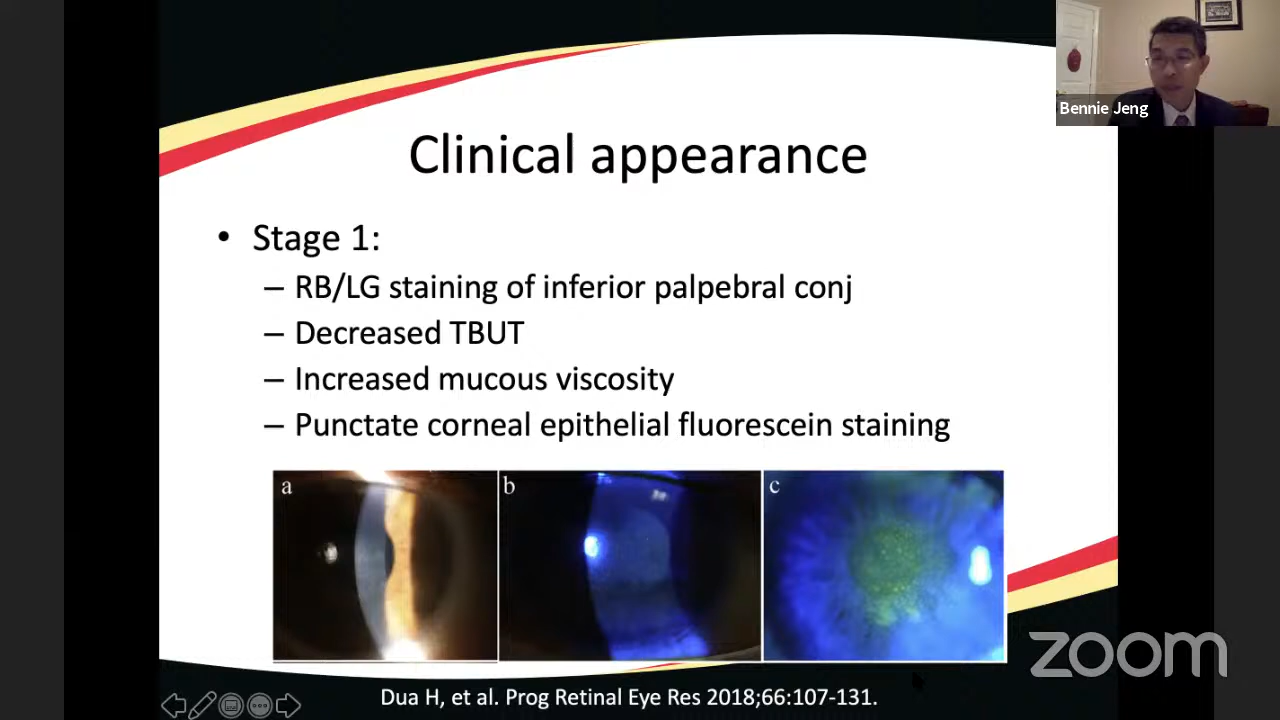 Bennie Jeng
Clinical appearance
• Stage 1:
– RB/LG staining of inferior palpebral conj
– Decreased TBUT
– Increased mucous viscosity
– Punctate corneal epithelial fluorescein staining
a
b
c
zoom
Dua H, et al. Prog Retinal Eye Res 2018;66:107-131.